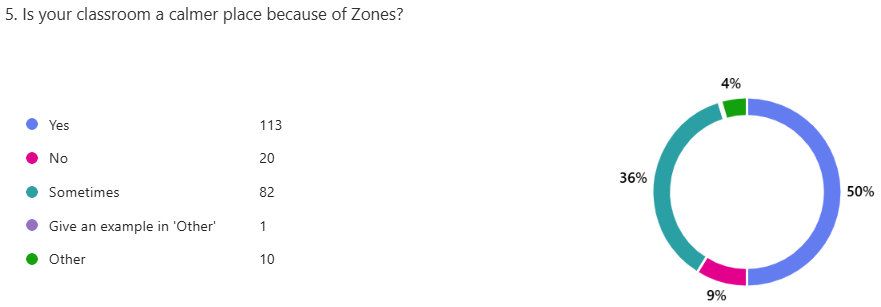 5. Is your classroom a calmer place because of Zones?
Yes 113
No 20
Sometimes 82
Give an example in 'Other' 1
Other 10
4%
36%
50%
9%